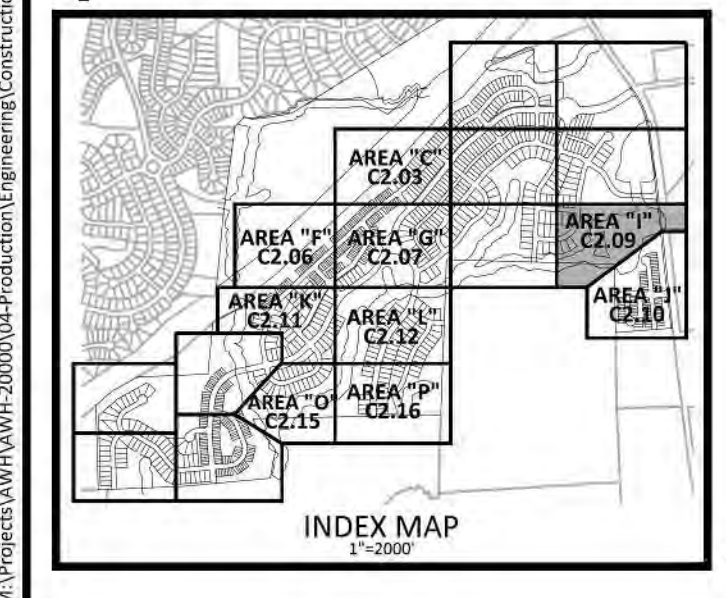 M:\Projects\AWH\AWH-20000\04-Production\Engineering\Constructio
AREA "C"
C2.03
AREA "F"
C2.06
AREA "G"
C2.07
AREA "I"
C2.09
AREA "K"
C2.11
AREA "L"
C2.12
AREA "J"
C2.10
AREA "O"
C2.15
AREA "P"
C2.16
INDEX MAP
1"=2000'